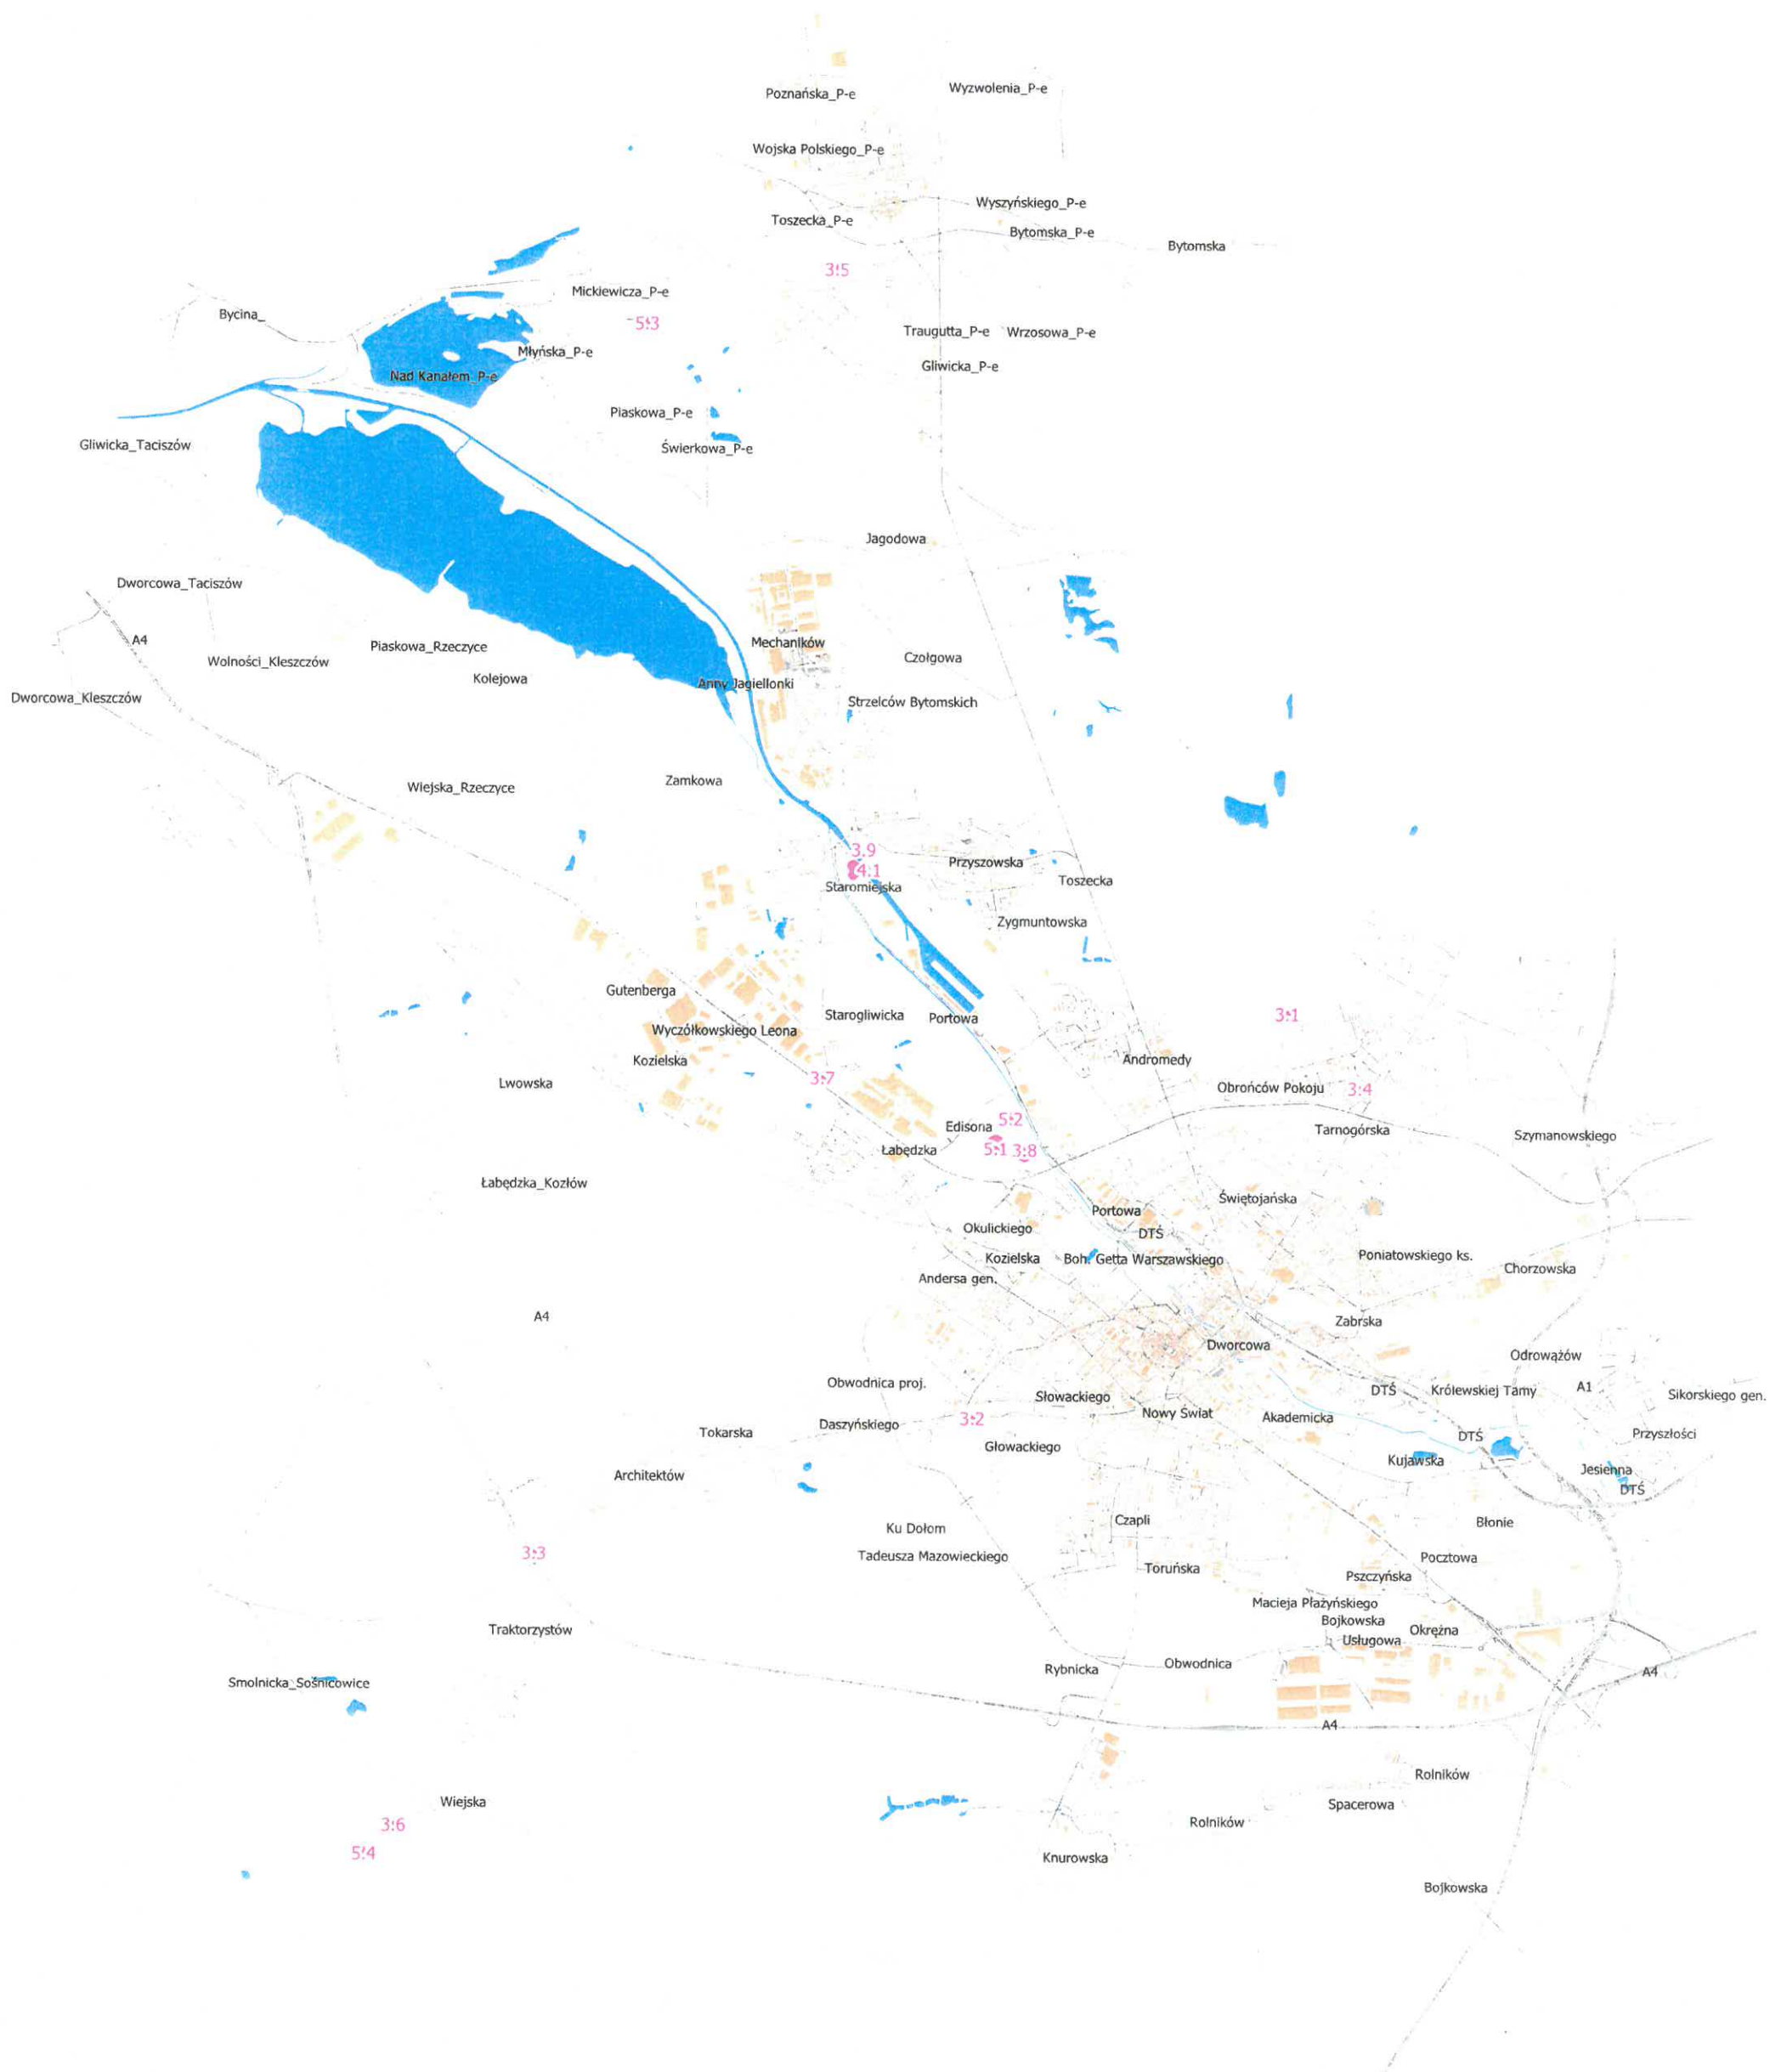 Poznańska_P-e
Wyzwolenia_P-e
Wojska Polskiego_P-e
Wyszyńskiego_P-e
Toszecka_P-e
Bytomska_P-e
Bytomska
3.5
Mickiewicza_P-e
Bycina_
5.3
Traugutta_P-e
Wrzosowa_P-e
Młyńska_P-e
Gliwicka_P-e
Nad Kanałem_P-e
Piaskowa_P-e
Gliwicka_Taciszów
Świerkowa_P-e
Jagodowa
Dworcowa_Taciszów
A4
Mechaników
Piaskowa_Rzeczyce
Czołgowa
Wolności_Kleszczów
Kolejowa
Anny Jagiellonki
Dworcowa_Kleszczów
Strzelców Bytomskich
Zamkowa
Wiejska_Rzeczyce
3.9
Przyszowska
4.1
Toszecka
Staromiejska
Zygmuntowska
Gutenberga
Starogliwicka
Portowa
3.1
Wyczółkowskiego Leona
Kozielska
Andromedy
3.7
Lwowska
Obrońców Pokoju
3.4
5.2
Edisona
Tarnogórska
Szymanowskiego
Łabędzka
5.1
3.8
Łabędzka_Kozłów
Świętojańska
Portowa
Okulickiego
DTŚ
Kozielska
Boh. Getta Warszawskiego
Poniatowskiego ks.
Chorzowska
Andersa gen.
A4
Zabrska
Dworcowa
Odrowążów
Obwodnica proj.
Słowackiego
DTŚ
Królewskiej Tamy
A1
Sikorskiego gen.
Nowy Świat
Akademicka
3.2
Daszyńskiego
Tokarska
DTŚ
Przyszłości
Głowackiego
Kujawska
Architektów
Jesienna
DTŚ
Czapli
Błonie
Ku Dołom
3.3
Tadeusza Mazowieckiego
Pocztowa
Toruńska
Pszczyńska
Macieja Płażyńskiego
Bojkowska
Traktorzystów
Okrężna
Usługowa
Obwodnica
Rybnicka
A4
Smolnicka_Sośnicowice
A4
Rolników
Wiejska
Spacerowa
3.6
Rolników
5.4
Knurowska
Bojkowska